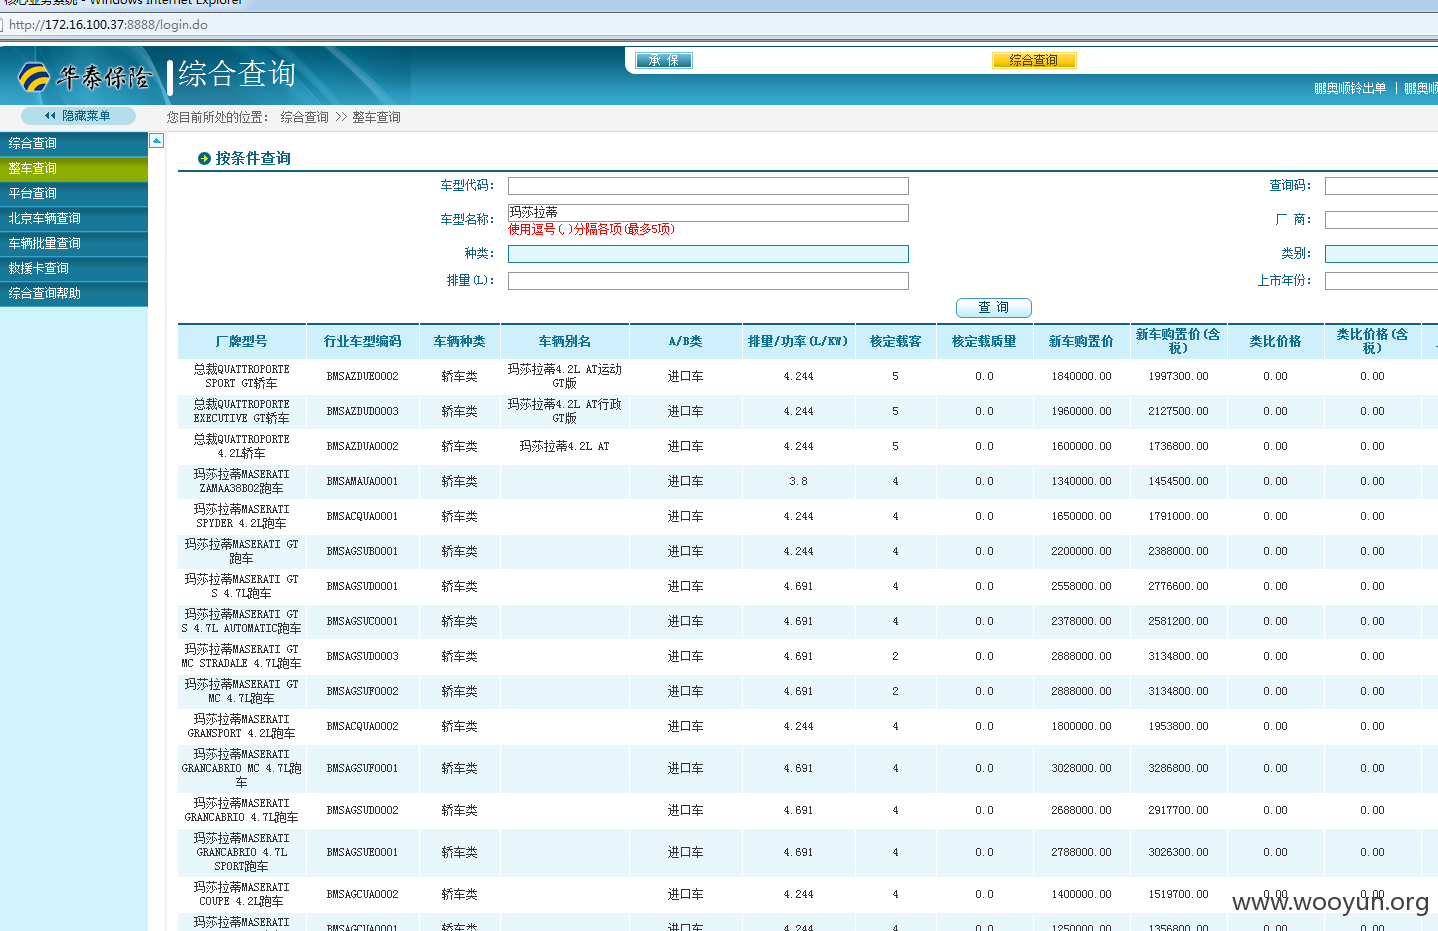 核心业务系统 - Windows Internet Explorer
http://172.16.100.37:8888/login.do
华泰保险 综合查询
承 保
综合查询
鹏奥顺铃出单 | 鹏奥顺
隐藏菜单
您目前所处的位置： 综合查询 >> 整车查询
综合查询
整车查询
平台查询
北京车辆查询
车辆批量查询
救援卡查询
综合查询帮助
按条件查询
车型代码： 查询码：
车型名称： 玛莎拉蒂 厂 商：
使用逗号(,)分隔各项(最多5项)
种类： 类别：
排量(L)： 上市年份：
查 询
厂牌型号 行业车型编码 车辆种类 车辆别名 A/B类 排量/功率(L/KW) 核定载客 核定载质量 新车购置价 新车购置价(含税) 类比价格 类比价格(含税)
总裁QUATTROPORTE SPORT GT轿车 BMSAZDUE0002 轿车类 玛莎拉蒂4.2L AT运动GT版 进口车 4.244 5 0.0 1840000.00 1997300.00 0.00 0.00
总裁QUATTROPORTE EXECUTIVE GT轿车 BMSAZDUD0003 轿车类 玛莎拉蒂4.2L AT行政GT版 进口车 4.244 5 0.0 1960000.00 2127500.00 0.00 0.00
总裁QUATTROPORTE 4.2L轿车 BMSAZDUA0002 轿车类 玛莎拉蒂4.2L AT 进口车 4.244 5 0.0 1600000.00 1736800.00 0.00 0.00
玛莎拉蒂MASERATI ZAMAA38B02跑车 BMSAMAUA0001 轿车类 进口车 3.8 4 0.0 1340000.00 1454500.00 0.00 0.00
玛莎拉蒂MASERATI SPYDER 4.2L跑车 BMSACQUA0001 轿车类 进口车 4.244 4 0.0 1650000.00 1791000.00 0.00 0.00
玛莎拉蒂MASERATI GT跑车 BMSAGSUB0001 轿车类 进口车 4.244 4 0.0 2200000.00 2388000.00 0.00 0.00
玛莎拉蒂MASERATI GT S 4.7L跑车 BMSAGSUD0001 轿车类 进口车 4.691 4 0.0 2558000.00 2776600.00 0.00 0.00
玛莎拉蒂MASERATI GT S 4.7L AUTOMATIC跑车 BMSAGSUC0001 轿车类 进口车 4.691 4 0.0 2378000.00 2581200.00 0.00 0.00
玛莎拉蒂MASERATI GT MC STRADALE 4.7L跑车 BMSAGSUD0003 轿车类 进口车 4.691 2 0.0 2888000.00 3134800.00 0.00 0.00
玛莎拉蒂MASERATI GT MC 4.7L跑车 BMSAGSUF0002 轿车类 进口车 4.691 2 0.0 2888000.00 3134800.00 0.00 0.00
玛莎拉蒂MASERATI GRANSPORT 4.2L跑车 BMSACQUA0002 轿车类 进口车 4.244 4 0.0 1800000.00 1953800.00 0.00 0.00
玛莎拉蒂MASERATI GRANCABRIO MC 4.7L跑车 BMSAGSUF0001 轿车类 进口车 4.691 4 0.0 3028000.00 3286800.00 0.00 0.00
玛莎拉蒂MASERATI GRANCABRIO 4.7L跑车 BMSAGSUD0002 轿车类 进口车 4.691 4 0.0 2688000.00 2917700.00 0.00 0.00
玛莎拉蒂MASERATI GRANCABRIO 4.7L SPORT跑车 BMSAGSUE0001 轿车类 进口车 4.691 4 0.0 2788000.00 3026300.00 0.00 0.00
玛莎拉蒂MASERATI COUPE 4.2L跑车 BMSAGCUA0002 轿车类 进口车 4.244 4 0.0 1400000.00 1519700.00 0.00 0.00
玛莎拉蒂MASERATI BMSAGCUA0001 轿车类 进口车 4.244 4 0.0 1250000.00 1356800.00 0.00 0.00
www.wooyun.org